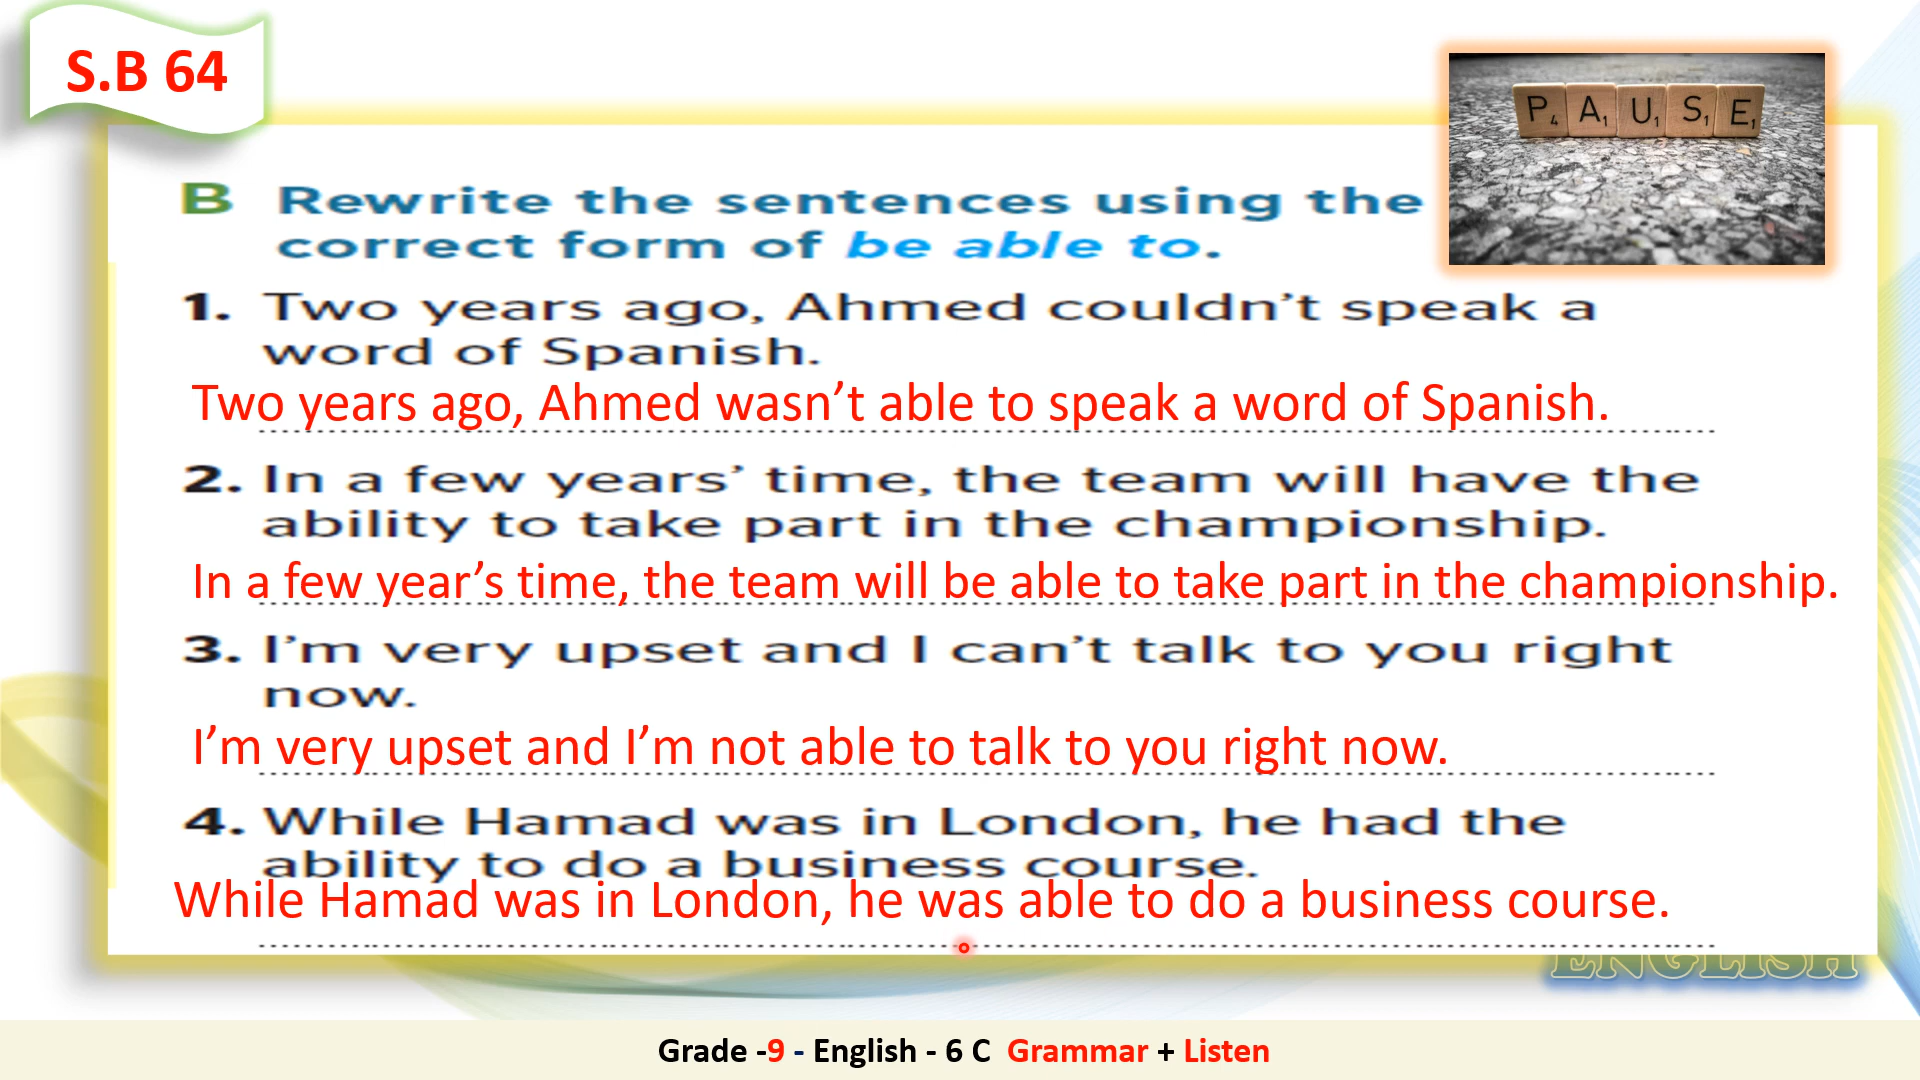 S.B 64
P4 A1 U1 S1 E1
B Rewrite the sentences using the
correct form of be able to.
1. Two years ago, Ahmed couldn't speak a
word of Spanish.
Two years ago, Ahmed wasn't able to speak a word of Spanish.
2. In a few years' time, the team will have the
ability to take part in the championship.
In a few year's time, the team will be able to take part in the championship.
3. I'm very upset and I can't talk to you right
now.
I'm very upset and I'm not able to talk to you right now.
4. While Hamad was in London, he had the
ability to do a business course.
While Hamad was in London, he was able to do a business course.
ENGLISH
Grade -9 - English - 6 C Grammar + Listen